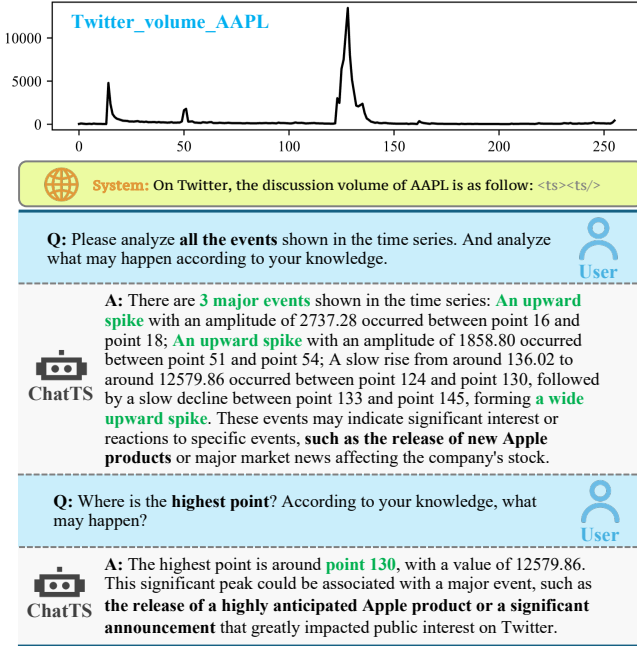 Twitter_volume_AAPL
10000
5000
0
0 50 100 150 200 250
System: On Twitter, the discussion volume of AAPL is as follow: <ts><ts/>
Q: Please analyze all the events shown in the time series. And analyze
what may happen according to your knowledge.
User
A: There are 3 major events shown in the time series: An upward
spike with an amplitude of 2737.28 occurred between point 16 and
point 18; An upward spike with an amplitude of 1858.80 occurred
between point 51 and point 54; A slow rise from around 136.02 to
around 12579.86 occurred between point 124 and point 130, followed
by a slow decline between point 133 and point 145, forming a wide
upward spike. These events may indicate significant interest or
reactions to specific events, such as the release of new Apple
products or major market news affecting the company's stock.
ChatTS
Q: Where is the highest point? According to your knowledge, what
may happen?
User
A: The highest point is around point 130, with a value of 12579.86.
This significant peak could be associated with a major event, such as
the release of a highly anticipated Apple product or a significant
announcement that greatly impacted public interest on Twitter.
ChatTS